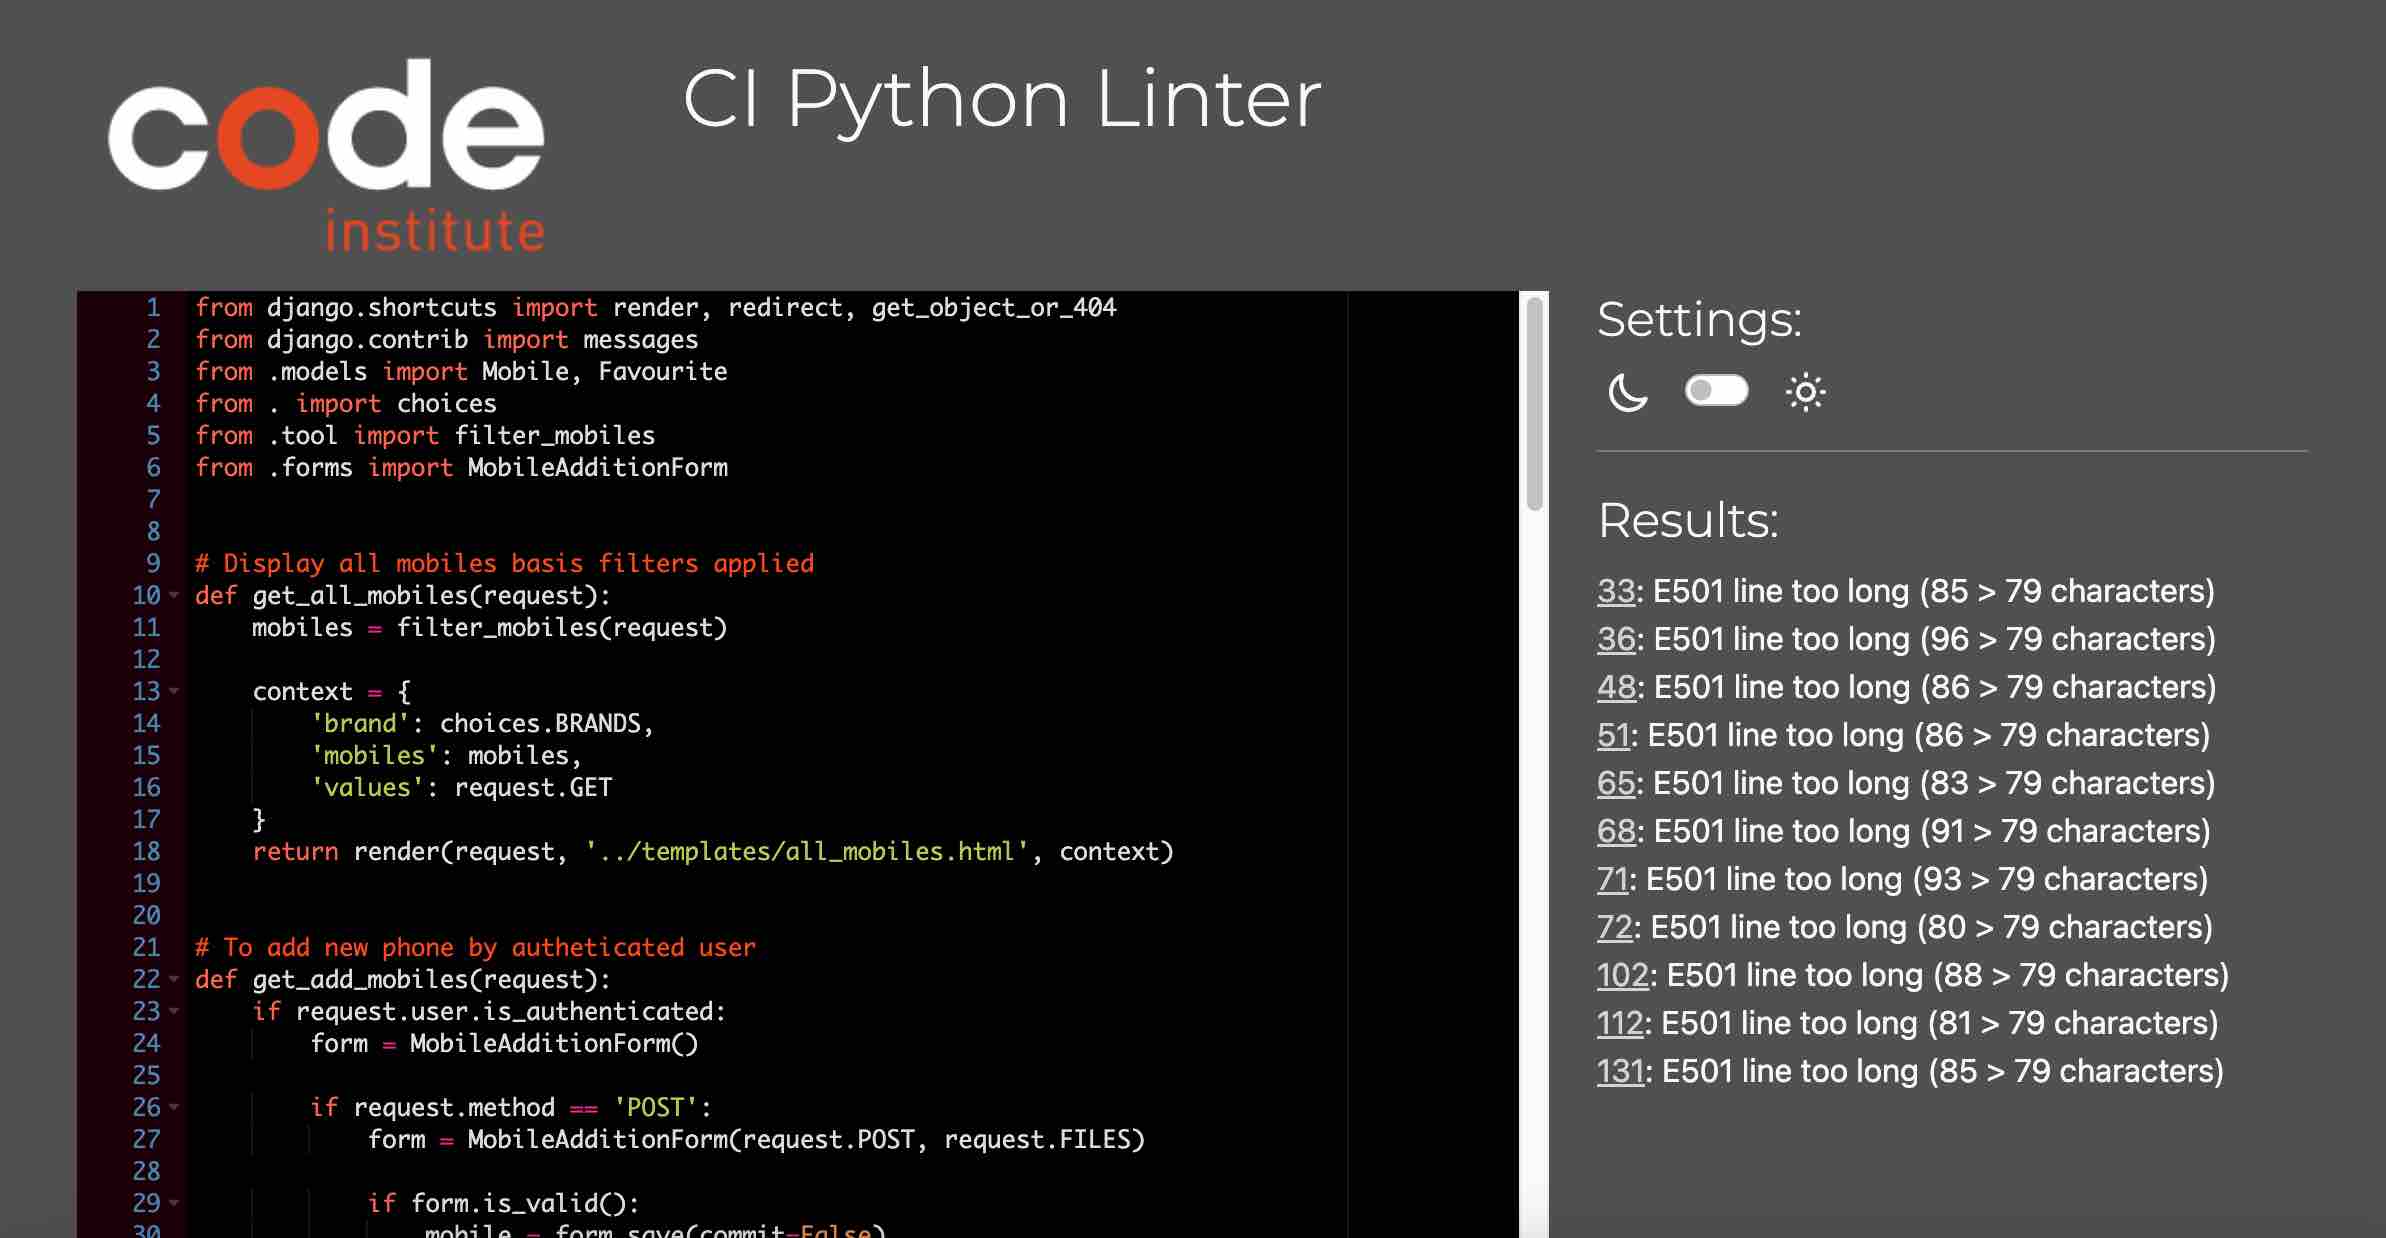 code
institute
CI Python Linter
1 from django.shortcuts import render, redirect, get_object_or_404
2 from django.contrib import messages
3 from .models import Mobile, Favourite
4 from . import choices
5 from .tool import filter_mobiles
6 from .forms import MobileAdditionForm
7
8
9 # Display all mobiles basis filters applied
10 def get_all_mobiles(request):
11 mobiles = filter_mobiles(request)
12
13 context = {
14 'brand': choices.BRANDS,
15 'mobiles': mobiles,
16 'values': request.GET
17 }
18 return render(request, '../templates/all_mobiles.html', context)
19
20
21 # To add new phone by autheticated user
22 def get_add_mobiles(request):
23 if request.user.is_authenticated:
24 form = MobileAdditionForm()
25
26 if request.method == 'POST':
27 form = MobileAdditionForm(request.POST, request.FILES)
28
29 if form.is_valid():
30 mobile = form.save(commit=False)
Settings:
Results:
33: E501 line too long (85 > 79 characters)
36: E501 line too long (96 > 79 characters)
48: E501 line too long (86 > 79 characters)
51: E501 line too long (86 > 79 characters)
65: E501 line too long (83 > 79 characters)
68: E501 line too long (91 > 79 characters)
71: E501 line too long (93 > 79 characters)
72: E501 line too long (80 > 79 characters)
102: E501 line too long (88 > 79 characters)
112: E501 line too long (81 > 79 characters)
131: E501 line too long (85 > 79 characters)